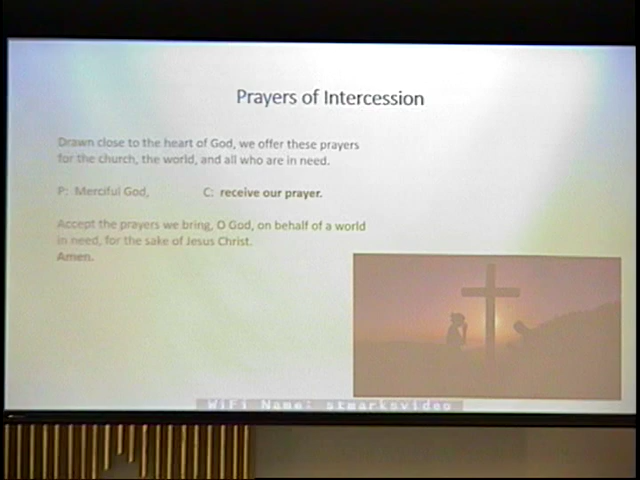 Prayers of Intercession
Drawn close to the heart of God, we offer these prayers
for the church, the world, and all who are in need.
P: Merciful God, C: receive our prayer.
Accept the prayers we bring, O God, on behalf of a world
in need, for the sake of Jesus Christ.
Amen.
WiFi Name: stmarksvideo